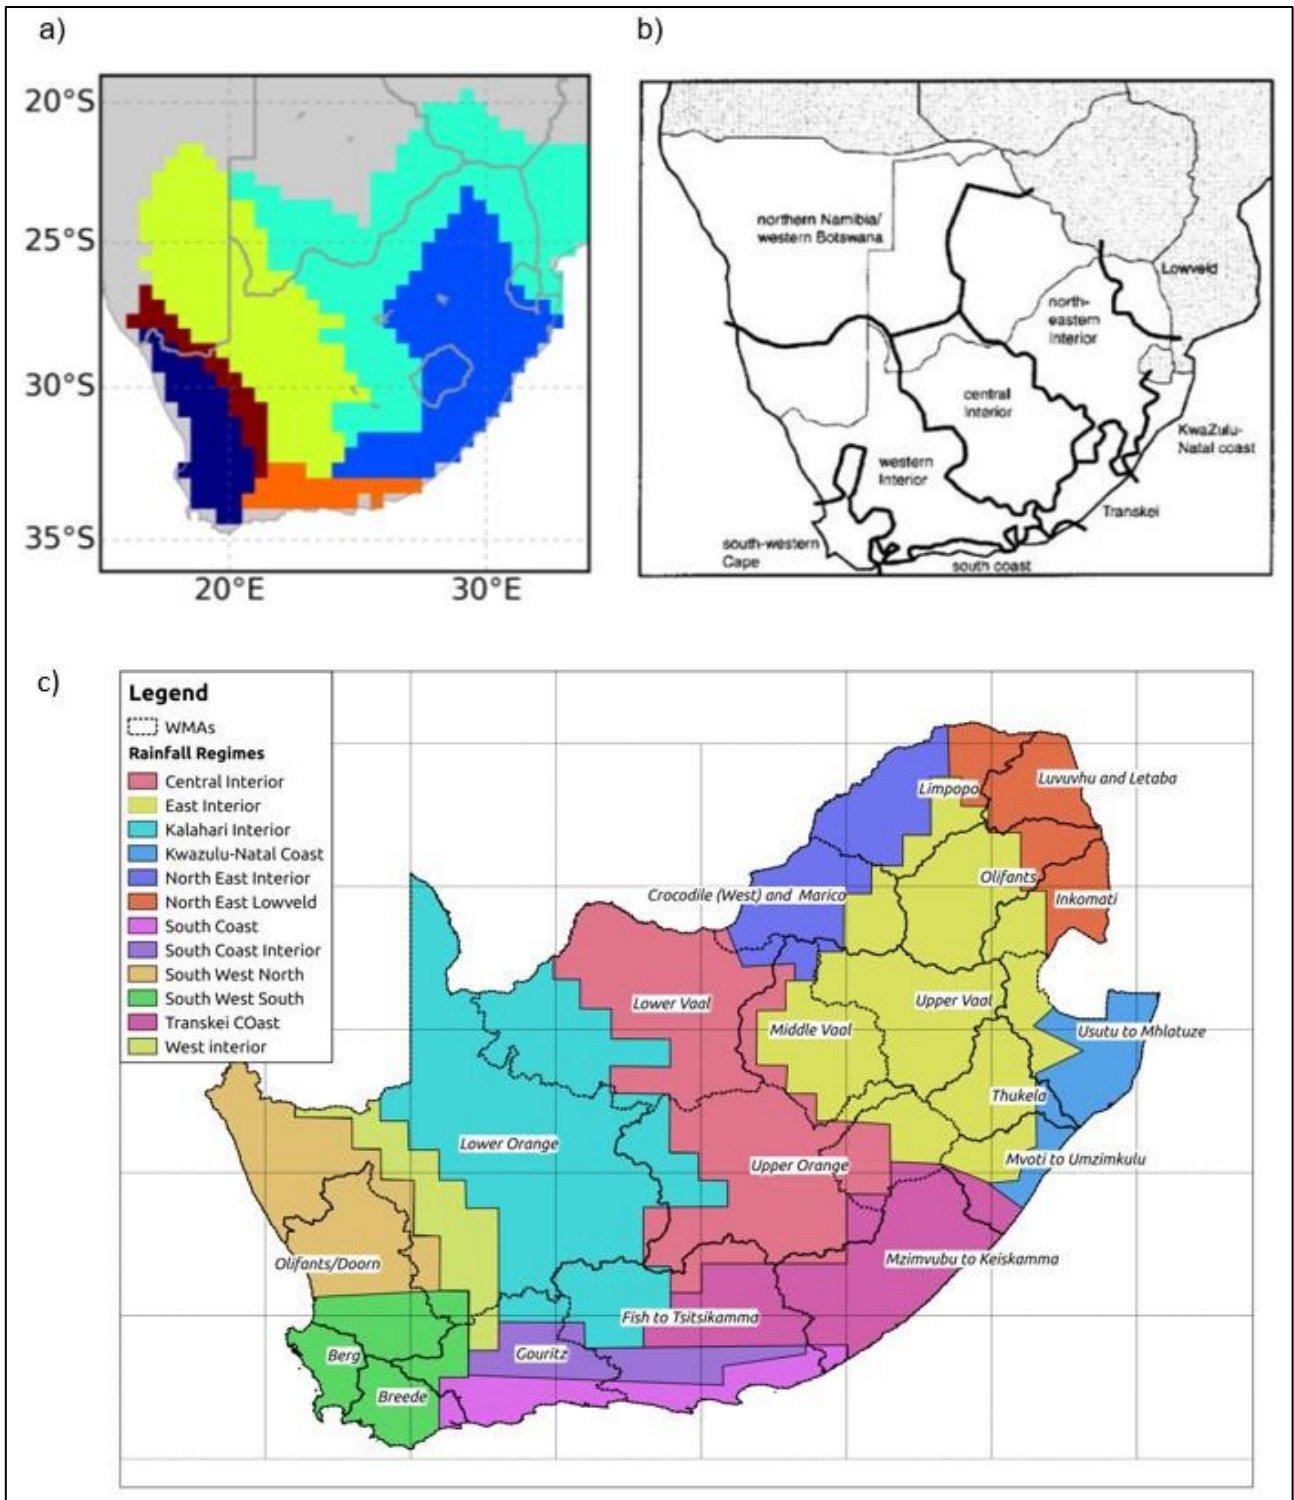 a)
20°S
25°S
30°S
35°S
20°E
30°E
b)
northern Namibia/
western Botswana
Lowveld
north-
eastern
interior
central
interior
KwaZulu-
Natal coast
western
Interior
Transkei
south-western
Cape
south coast
c)
Legend
WMAs
Rainfall Regimes
Central Interior
East Interior
Kalahari Interior
Kwazulu-Natal Coast
North East Interior
North East Lowveld
South Coast
South Coast Interior
South West North
South West South
Transkei COast
West interior
Luvuvhu and Letaba
Limpopo
Olifants
Crocodile (West) and Marico
Inkomati
Lower Vaal
Upper Vaal
Middle Vaal
Usutu to Mhlatuze
Thukela
Lower Orange
Upper Orange
Mvoti to Umzimkulu
Olifants/Doorn
Mzimvubu to Keiskamma
Fish to Tsitsikamma
Berg
Gouritz
Breede